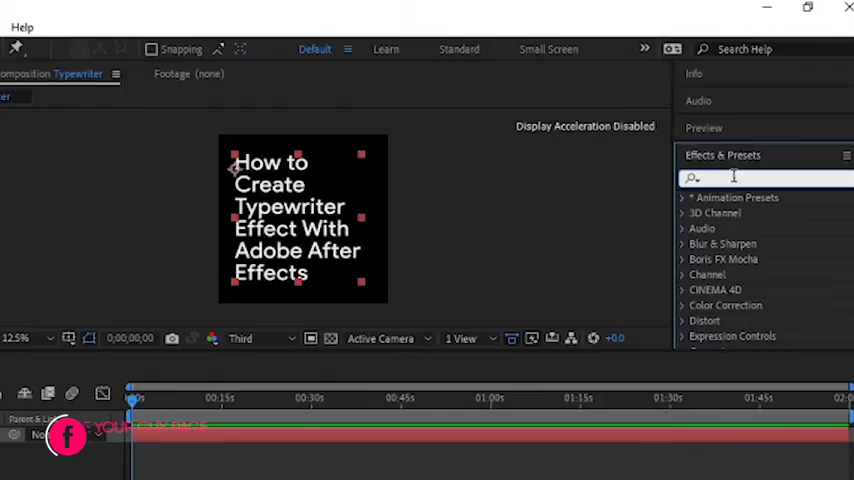 Help
Snapping
Default
Learn
Standard
Small Screen
Search Help
Typewriter
Footage (none)
Info
Audio
Preview
Display Acceleration Disabled
Effects & Presets
* Animation Presets
3D Channel
Audio
Blur & Sharpen
Boris FX Mocha
Channel
CINEMA 4D
Color Correction
Distort
Expression Controls
How to
Create
Typewriter
Effect With
Adobe After
Effects
12.5%
0;00;00;00
Third
Active Camera
1 View
+0.0
00:15s
00:30s
00:45s
01:00s
01:15s
01:30s
01:45s
Parent &
f